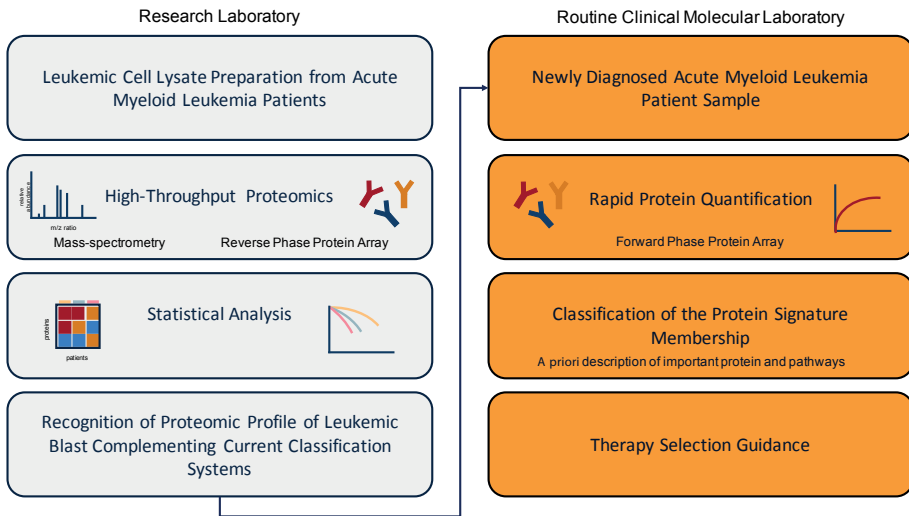 Research Laboratory
Leukemic Cell Lysate Preparation from Acute
Myeloid Leukemia Patients
relative
abundance
m/z ratio
High-Throughput Proteomics
Mass-spectrometry
Reverse Phase Protein Array
proteins
patients
Statistical Analysis
Recognition of Proteomic Profile of Leukemic
Blast Complementing Current Classification
Systems
Routine Clinical Molecular Laboratory
Newly Diagnosed Acute Myeloid Leukemia
Patient Sample
Rapid Protein Quantification
Forward Phase Protein Array
Classification of the Protein Signature
Membership
A priori description of important protein and pathways
Therapy Selection Guidance